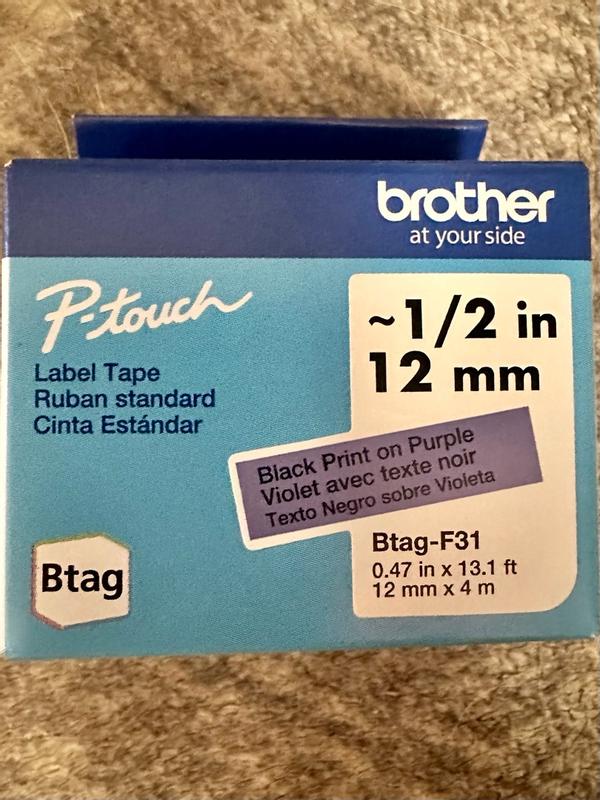 brother
at your side
P-touch
Label Tape
Ruban standard
Cinta Estándar
~1/2 in
12 mm
Black Print on Purple
Violet avec texte noir
Texto Negro sobre Violeta
Btag-F31
0.47 in x 13.1 ft
12 mm x 4 m
Btag